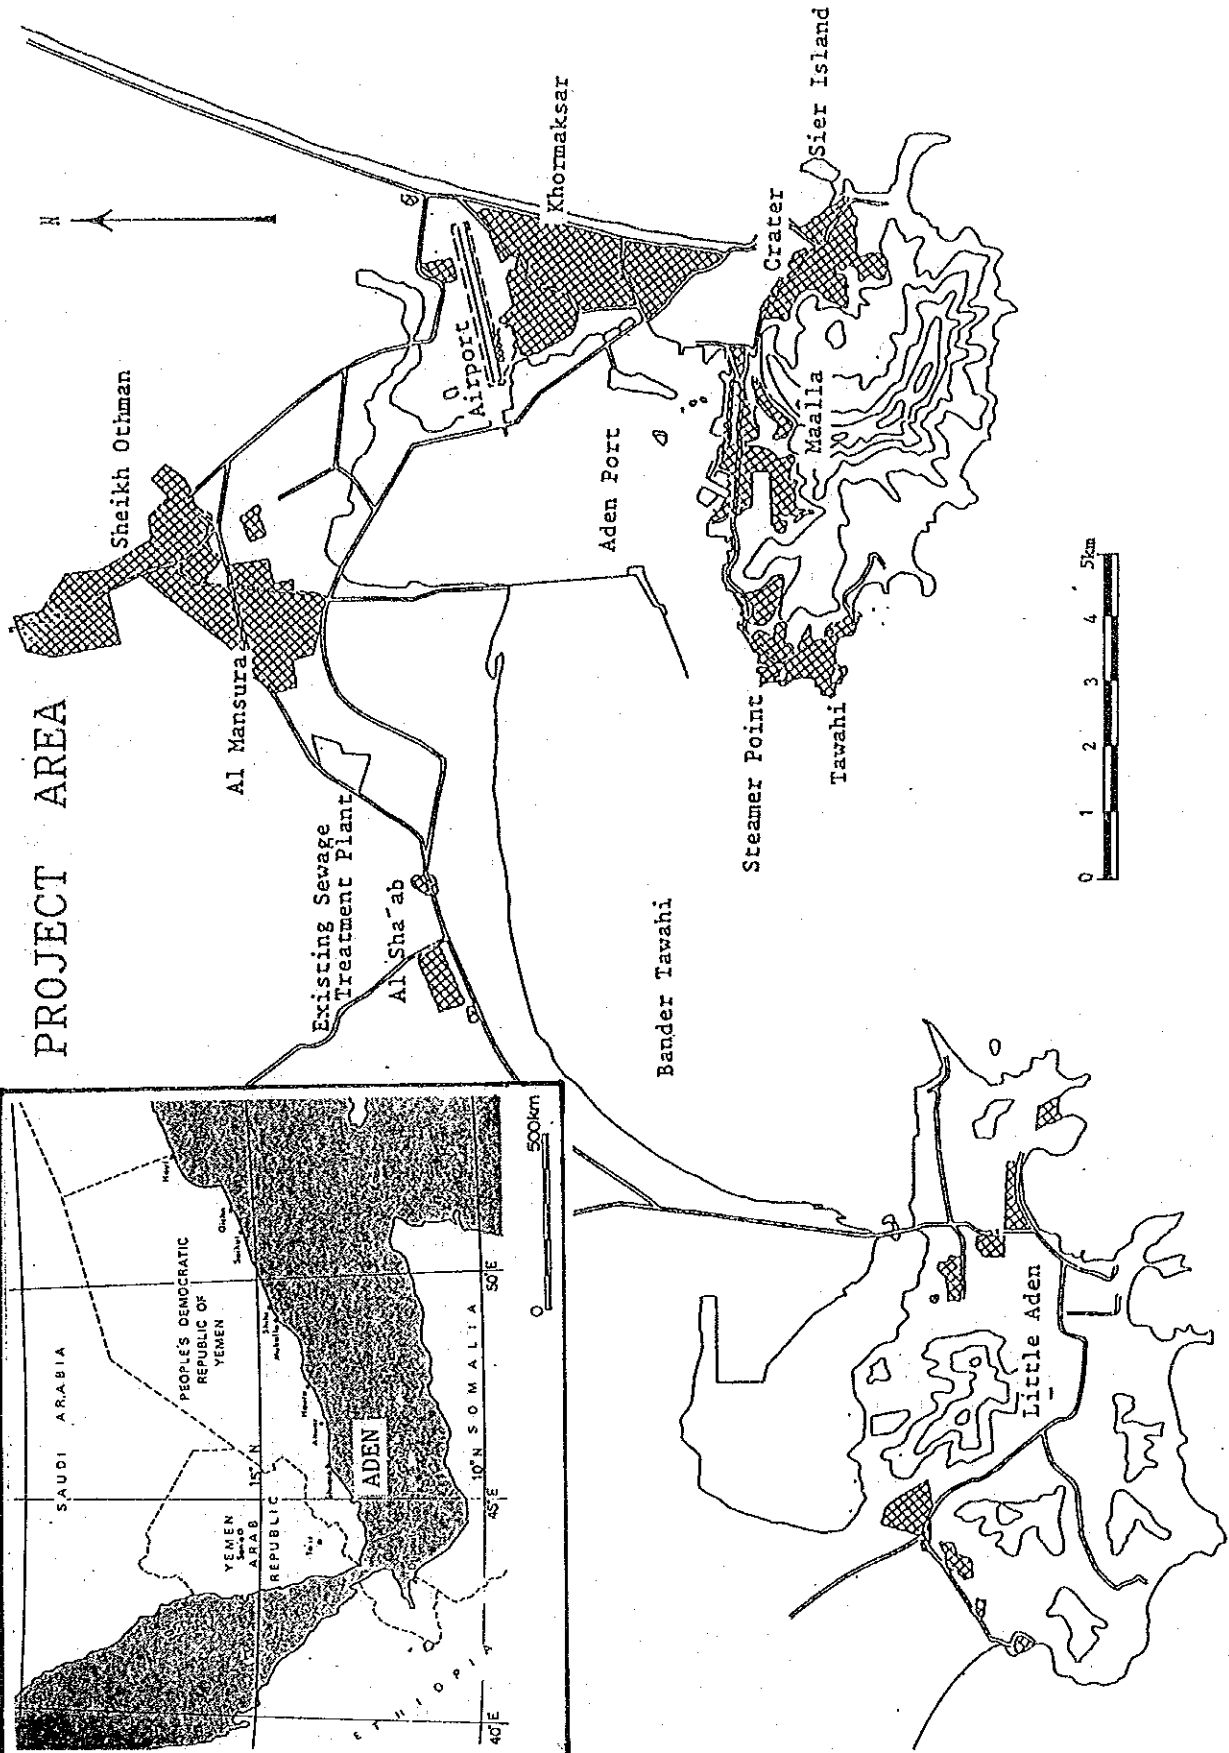 PROJECT AREA
N
Sheikh Othman
Al Mansura
Existing Sewage
Treatment Plant
Al Sha‾ab
Airport
Khormaksar
Aden Port
Crater
Sier Island
Maalla
Steamer Point
Tawahi
Bander Tawahi
Little Aden
0 1 2 3 4 5km
SAUDI ARABIA
PEOPLE'S DEMOCRATIC
REPUBLIC OF
YEMEN
YEMEN
ARAB
REPUBLIC
15°N
ADEN
10°N SOMALIA
ETHIOPIA
40°E
45°E
50°E
0 500km